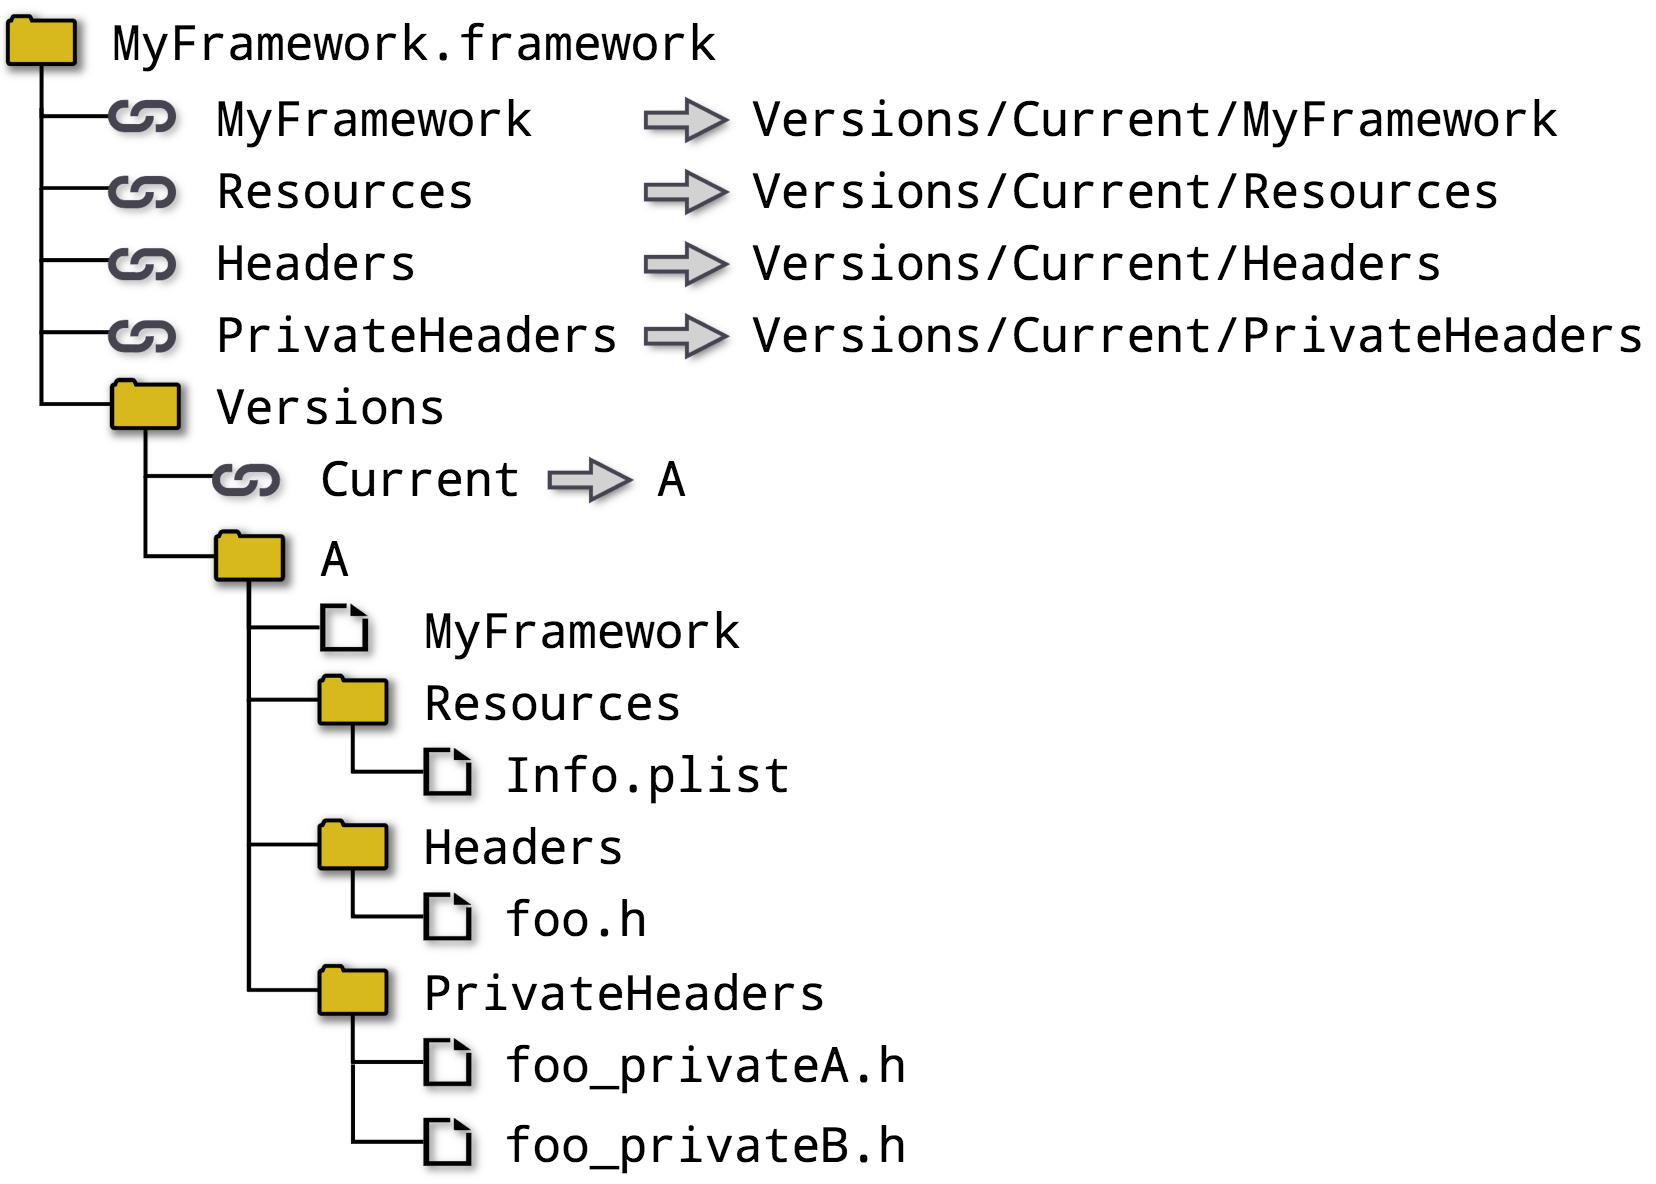 MyFramework.framework
MyFramework Versions/Current/MyFramework
Resources Versions/Current/Resources
Headers Versions/Current/Headers
PrivateHeaders Versions/Current/PrivateHeaders
Versions
Current A
A
MyFramework
Resources
Info.plist
Headers
foo.h
PrivateHeaders
foo_privateA.h
foo_privateB.h